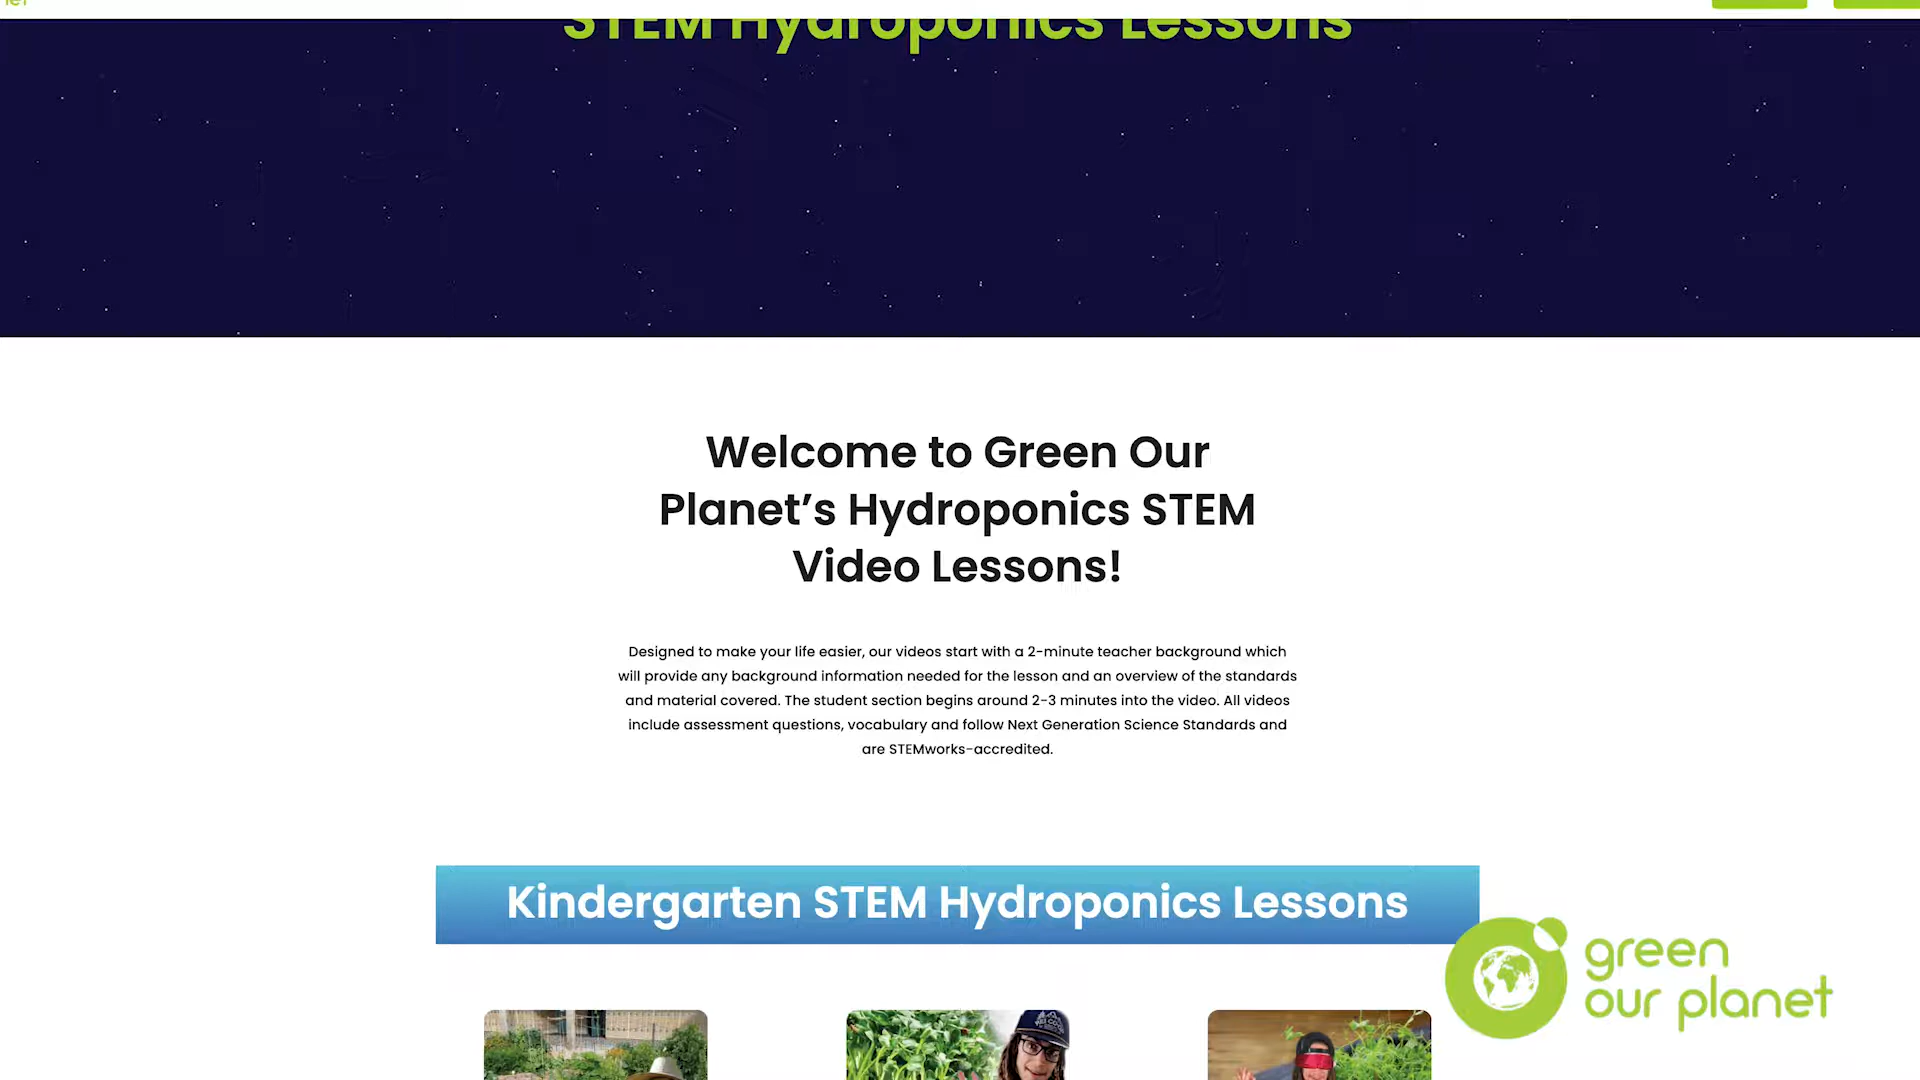 STEM Hydroponics Lessons
Welcome to Green Our
Planet’s Hydroponics STEM
Video Lessons!
Designed to make your life easier, our videos start with a 2-minute teacher background which
will provide any background information needed for the lesson and an overview of the standards
and material covered. The student section begins around 2-3 minutes into the video. All videos
include assessment questions, vocabulary and follow Next Generation Science Standards and
are STEMworks-accredited.
Kindergarten STEM Hydroponics Lessons
green
our planet